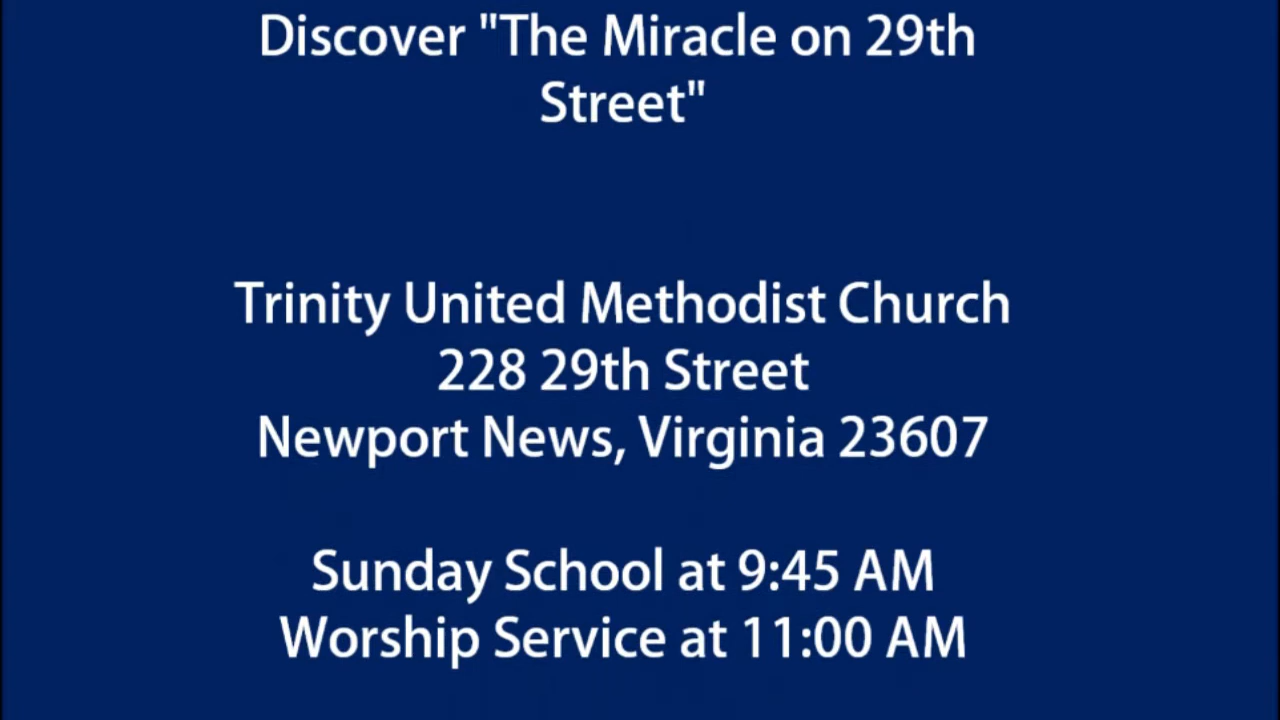 Discover "The Miracle on 29th
Street"
Trinity United Methodist Church
228 29th Street
Newport News, Virginia 23607
Sunday School at 9:45 AM
Worship Service at 11:00 AM